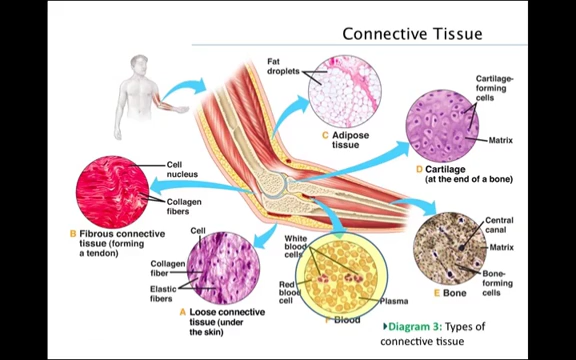 Connective Tissue
Fat
droplets
C Adipose
tissue
Cartilage-
forming
cells
Matrix
D Cartilage
(at the end of a bone)
Cell
nucleus
Collagen
fibers
B Fibrous connective
tissue (forming
a tendon)
Cell
Collagen
fiber
Elastic
fibers
A Loose connective
tissue (under
the skin)
White
blood
cells
Red
blood
cell
Plasma
F Blood
Central
canal
Matrix
Bone-
forming
cells
E Bone
Diagram 3: Types of
connective tissue